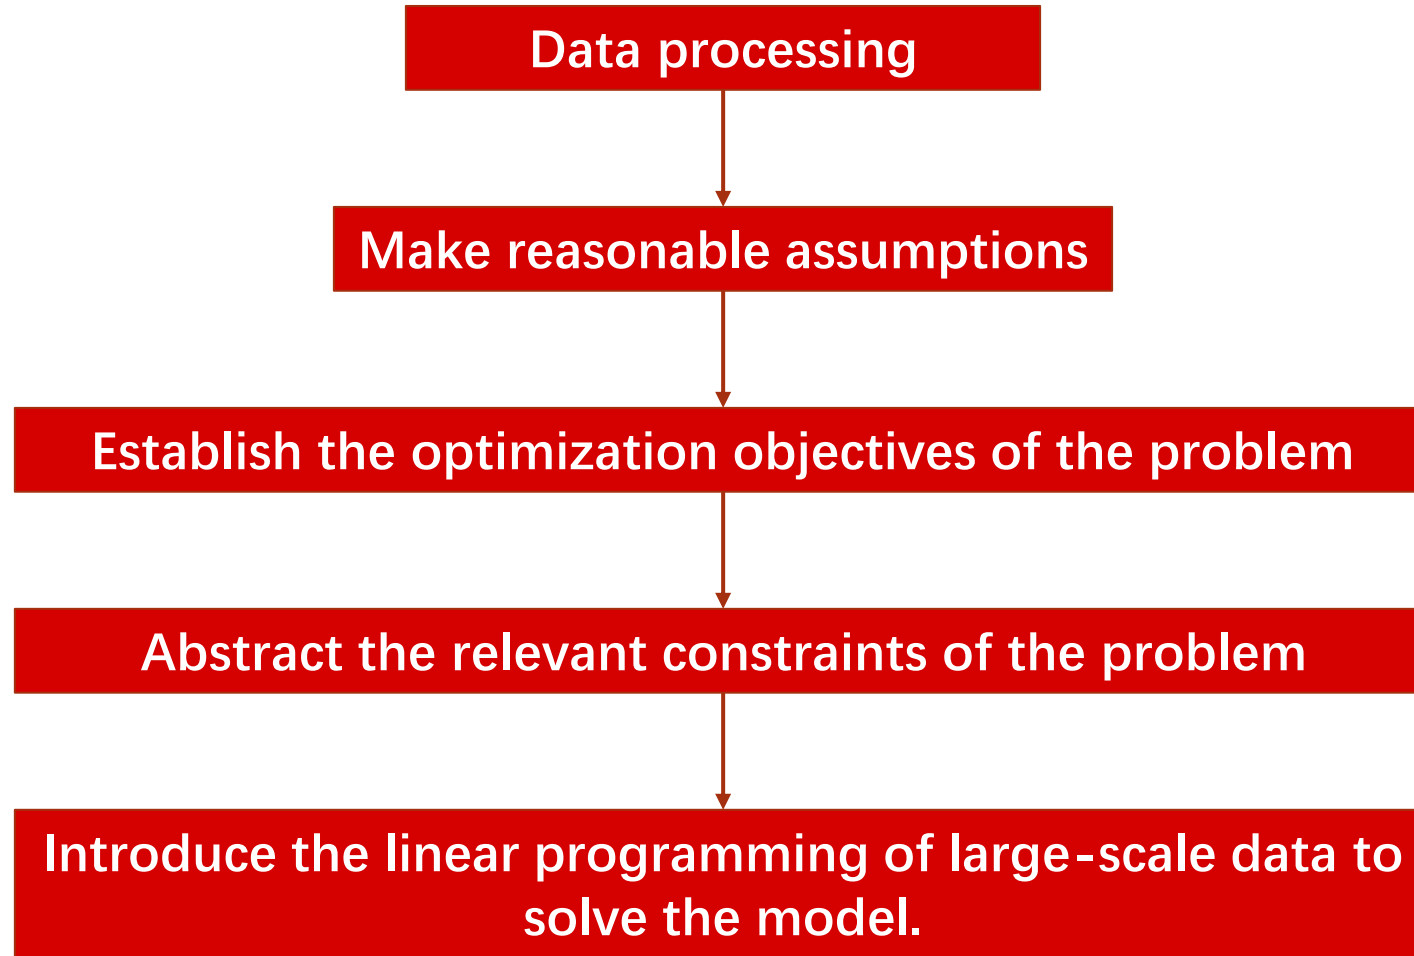 Data processing
Make reasonable assumptions
Establish the optimization objectives of the problem
Abstract the relevant constraints of the problem
Introduce the linear programming of large-scale data to
solve the model.